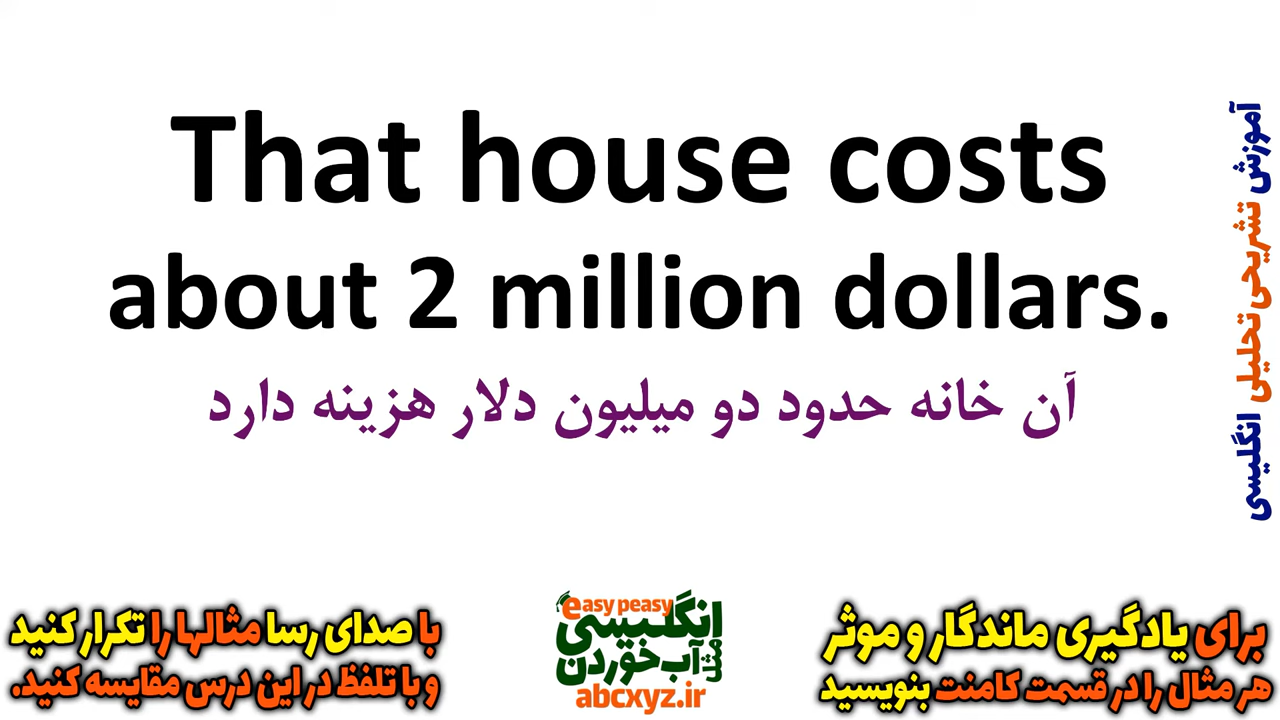 That house costs
about 2 million dollars.
آن خانه حدود دو میلیون دلار هزینه دارد
آموزش تشریحی تحلیلی انگلیسی
برای یادگیری ماندگار و موثر
هر مثال را در قسمت کامنت بنویسید
easy peasy
انگلیسی
مثل آب خوردن
abcxyz.ir
با صدای رسا مثالها را تکرار کنید
و با تلفظ در این درس مقایسه کنید.